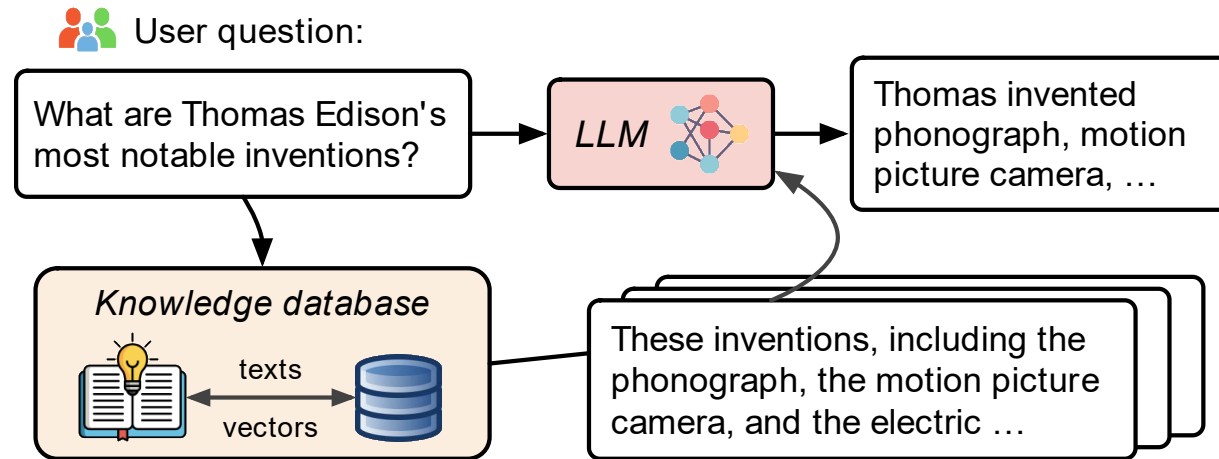 User question:
What are Thomas Edison's
most notable inventions?
LLM
Thomas invented
phonograph, motion
picture camera, …
Knowledge database
texts
vectors
These inventions, including the
phonograph, the motion picture
camera, and the electric …